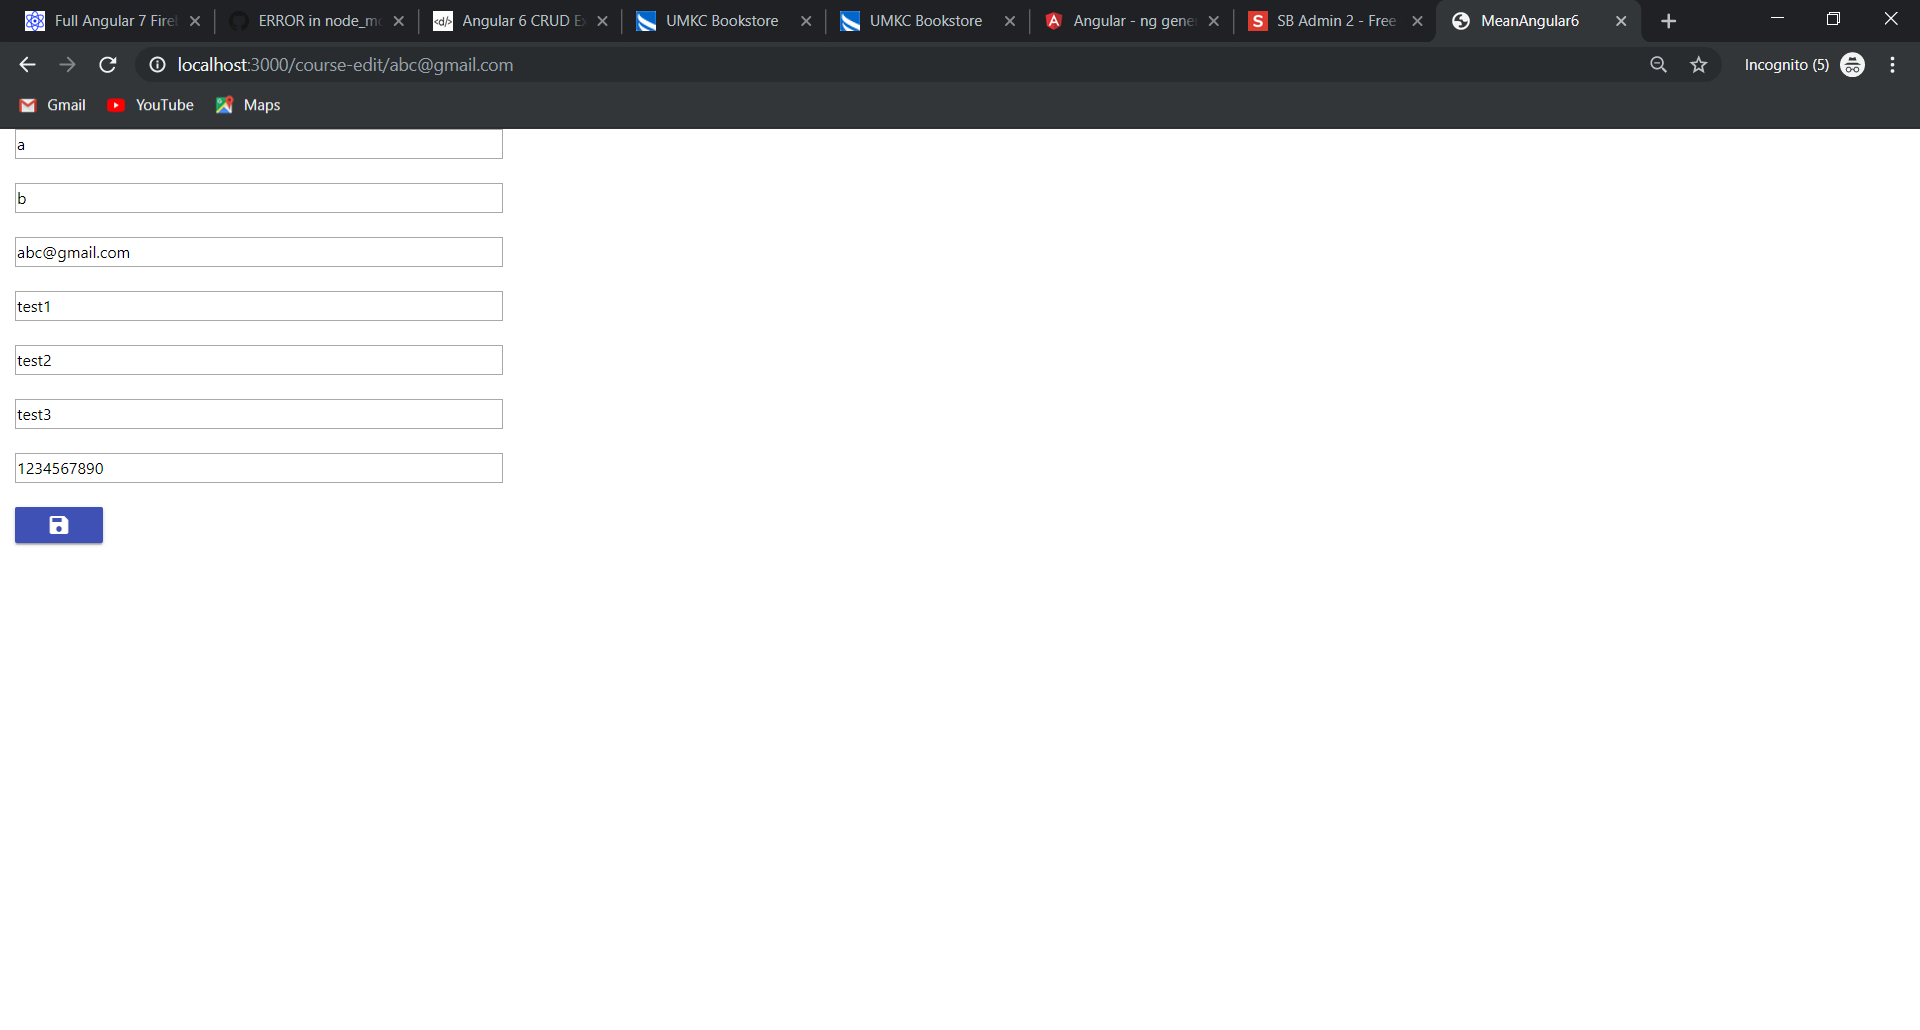 Full Angular 7 Fire
ERROR in node_mo
</> Angular 6 CRUD E
UMKC Bookstore
UMKC Bookstore
Angular - ng gene
S SB Admin 2 - Free
MeanAngular6
localhost:3000/course-edit/abc@gmail.com
Incognito (5)
Gmail
YouTube
Maps
a
b
abc@gmail.com
test1
test2
test3
1234567890